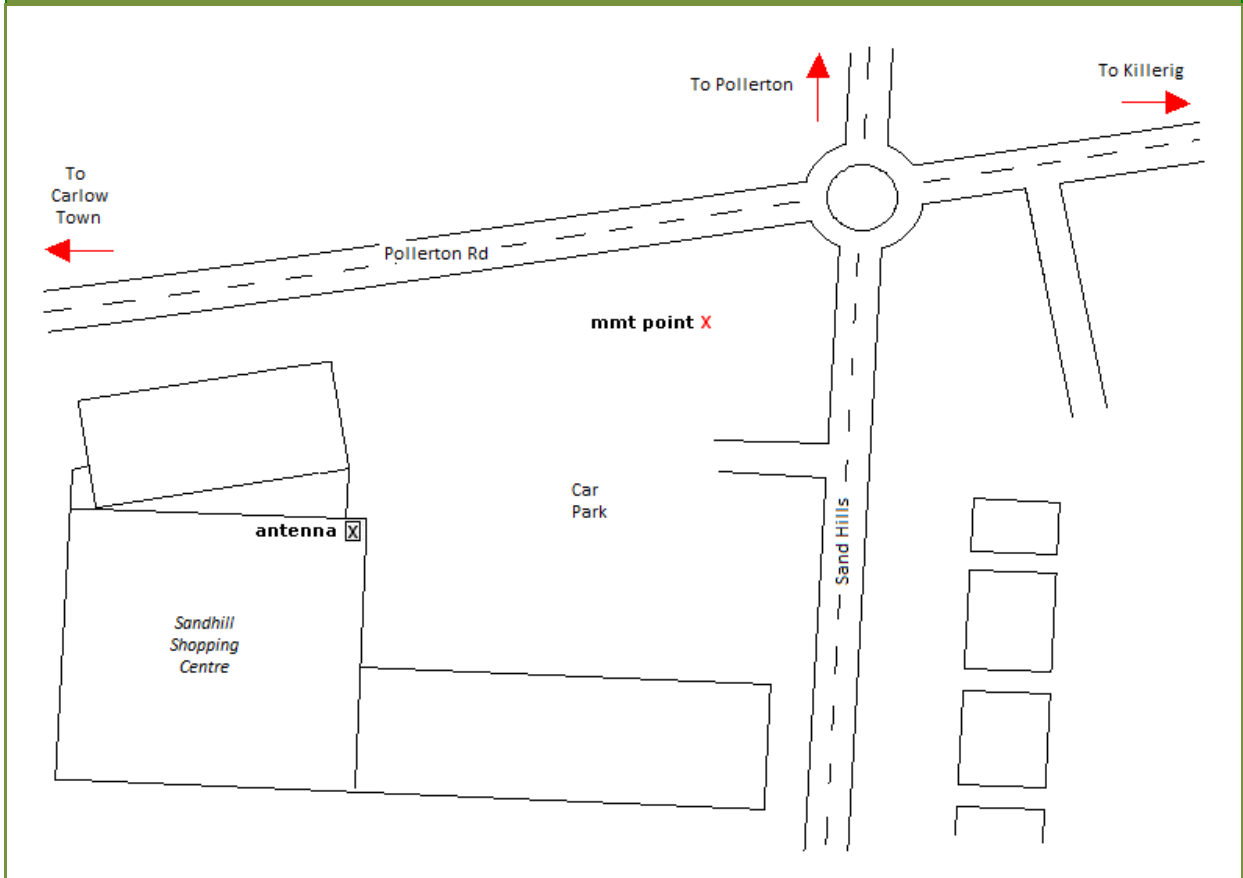 To Pollerton
To Killerig
To
Carlow
Town
Pollerton Rd
mmt point X
Car
Park
Sand Hills
antenna X
Sandhill
Shopping
Centre